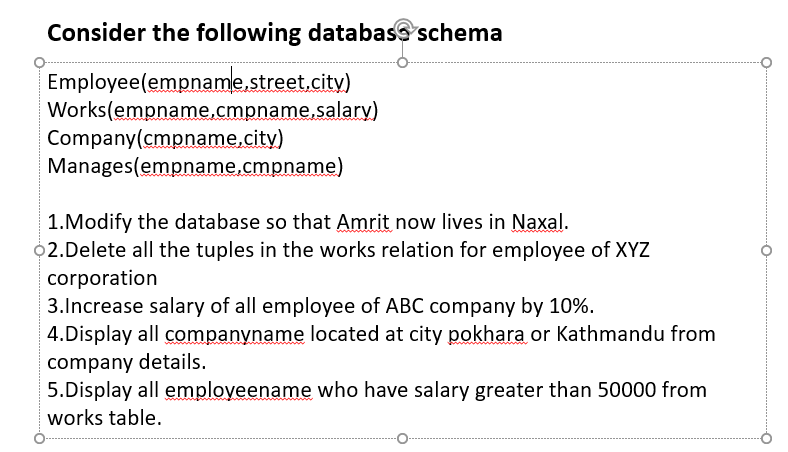 Consider the following database schema
Employee(empname,street,city)
Works(empname,cmpname,salary)
Company(cmpname,city)
Manages(empname,cmpname)
1.Modify the database so that Amrit now lives in Naxal.
2.Delete all the tuples in the works relation for employee of XYZ
corporation
3.Increase salary of all employee of ABC company by 10%.
4.Display all companyname located at city pokhara or Kathmandu from
company details.
5.Display all employeename who have salary greater than 50000 from
works table.